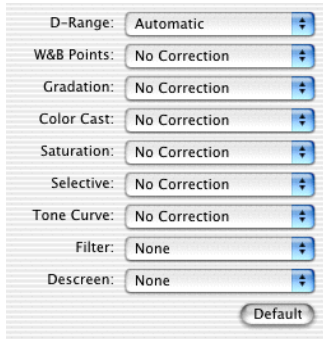 D-Range: Automatic
W&B Points: No Correction
Gradation: No Correction
Color Cast: No Correction
Saturation: No Correction
Selective: No Correction
Tone Curve: No Correction
Filter: None
Descreen: None
Default